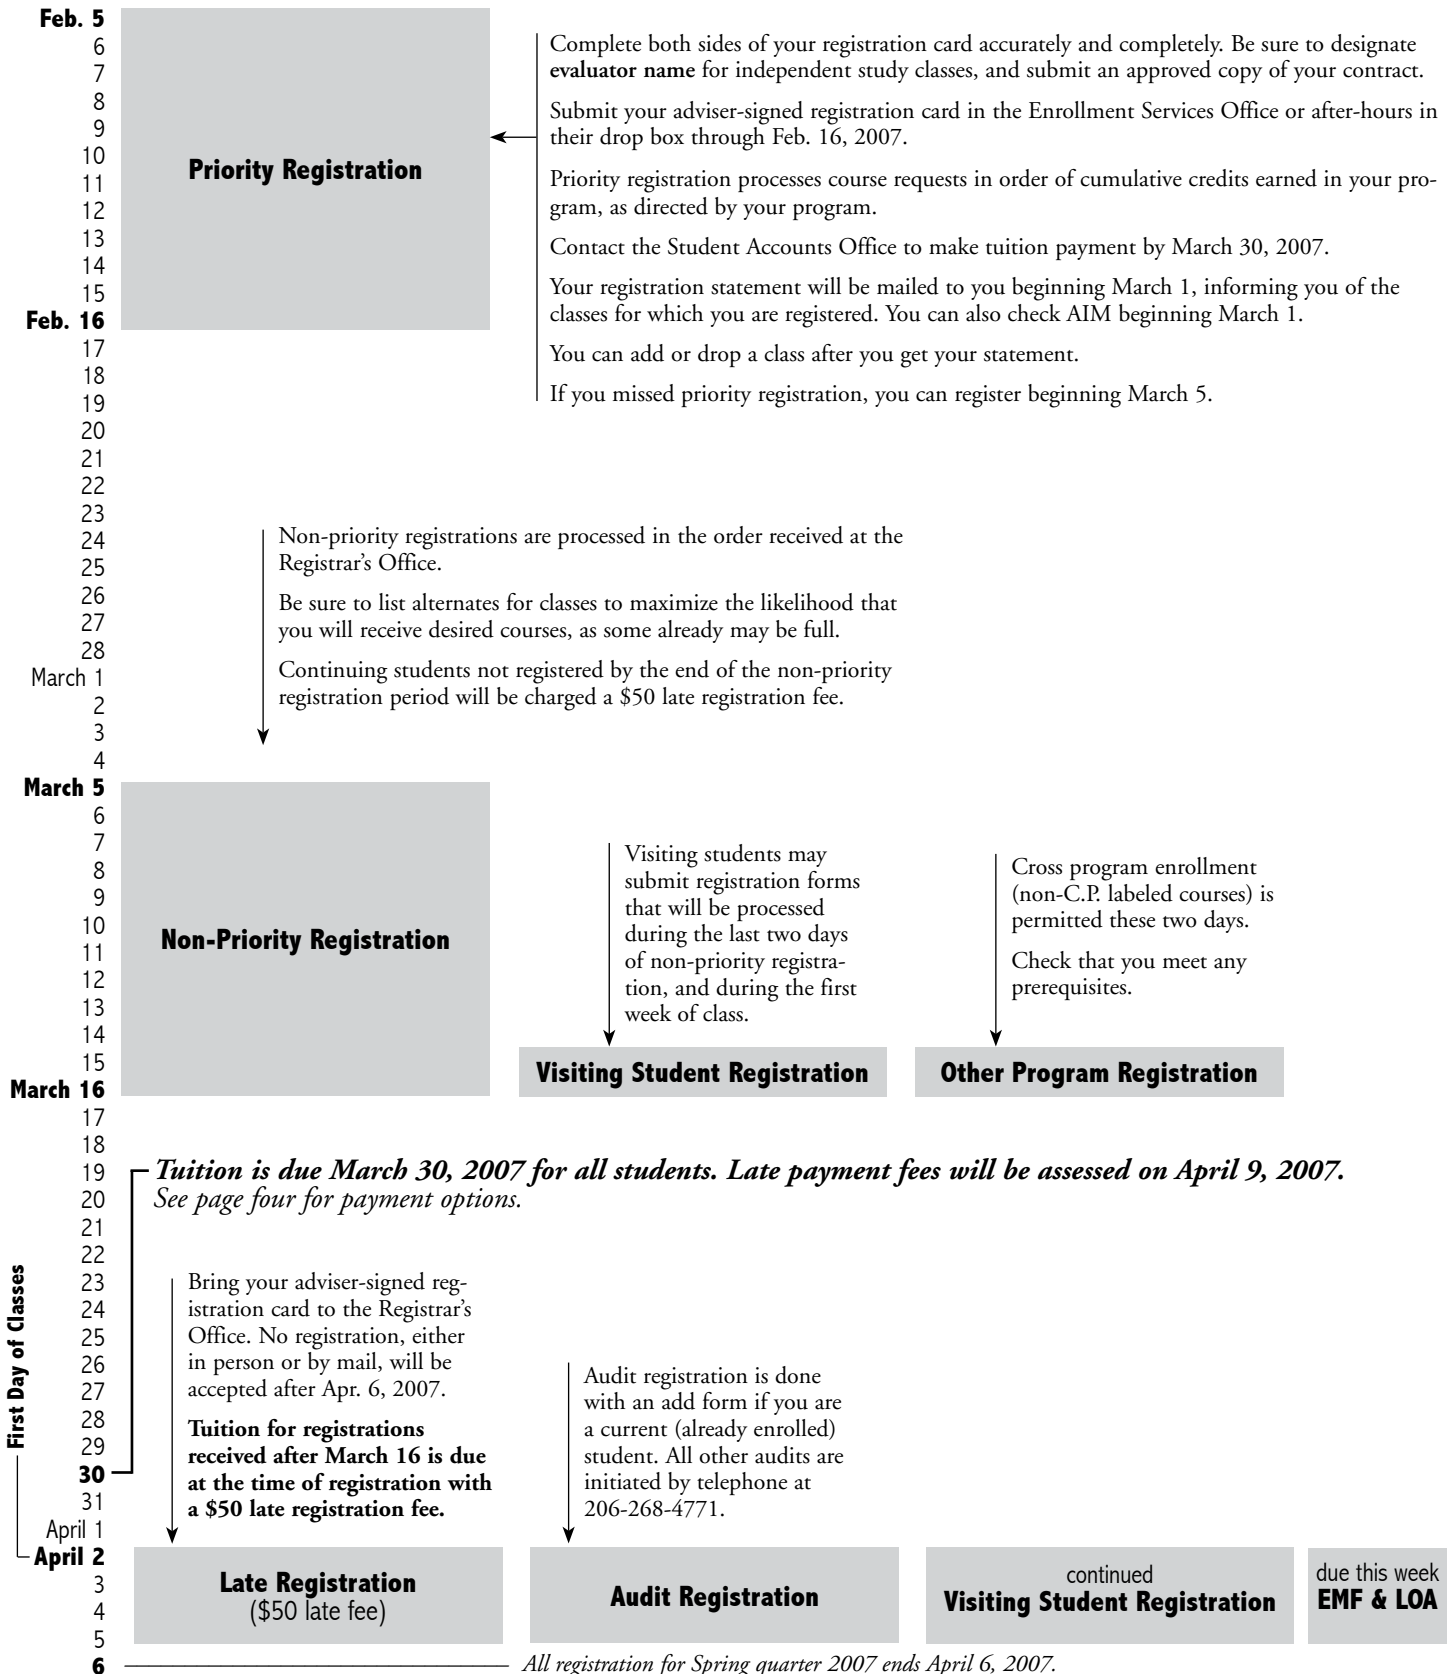 Feb. 5
6
7
8
9
10
11
12
13
14
15
Feb. 16
17
18
19
20
21
22
23
24
25
26
27
28
March 1
2
3
4
March 5
6
7
8
9
10
11
12
13
14
15
March 16
17
18
19
20
21
22
23
24
25
26
27
28
29
30
31
April 1
April 2
3
4
5
6
First Day of Classes
Priority Registration
Complete both sides of your registration card accurately and completely. Be sure to designate
evaluator name for independent study classes, and submit an approved copy of your contract.
Submit your adviser-signed registration card in the Enrollment Services Office or after-hours in
their drop box through Feb. 16, 2007.
Priority registration processes course requests in order of cumulative credits earned in your pro-
gram, as directed by your program.
Contact the Student Accounts Office to make tuition payment by March 30, 2007.
Your registration statement will be mailed to you beginning March 1, informing you of the
classes for which you are registered. You can also check AIM beginning March 1.
You can add or drop a class after you get your statement.
If you missed priority registration, you can register beginning March 5.
Non-priority registrations are processed in the order received at the
Registrar's Office.
Be sure to list alternates for classes to maximize the likelihood that
you will receive desired courses, as some already may be full.
Continuing students not registered by the end of the non-priority
registration period will be charged a $50 late registration fee.
Non-Priority Registration
Visiting students may
submit registration forms
that will be processed
during the last two days
of non-priority registra-
tion, and during the first
week of class.
Visiting Student Registration
Cross program enrollment
(non-C.P. labeled courses) is
permitted these two days.
Check that you meet any
prerequisites.
Other Program Registration
Tuition is due March 30, 2007 for all students. Late payment fees will be assessed on April 9, 2007.
See page four for payment options.
Bring your adviser-signed reg-
istration card to the Registrar's
Office. No registration, either
in person or by mail, will be
accepted after Apr. 6, 2007.
Tuition for registrations
received after March 16 is due
at the time of registration with
a $50 late registration fee.
Late Registration
($50 late fee)
Audit registration is done
with an add form if you are
a current (already enrolled)
student. All other audits are
initiated by telephone at
206-268-4771.
Audit Registration
continued
Visiting Student Registration
due this week
EMF & LOA
All registration for Spring quarter 2007 ends April 6, 2007.